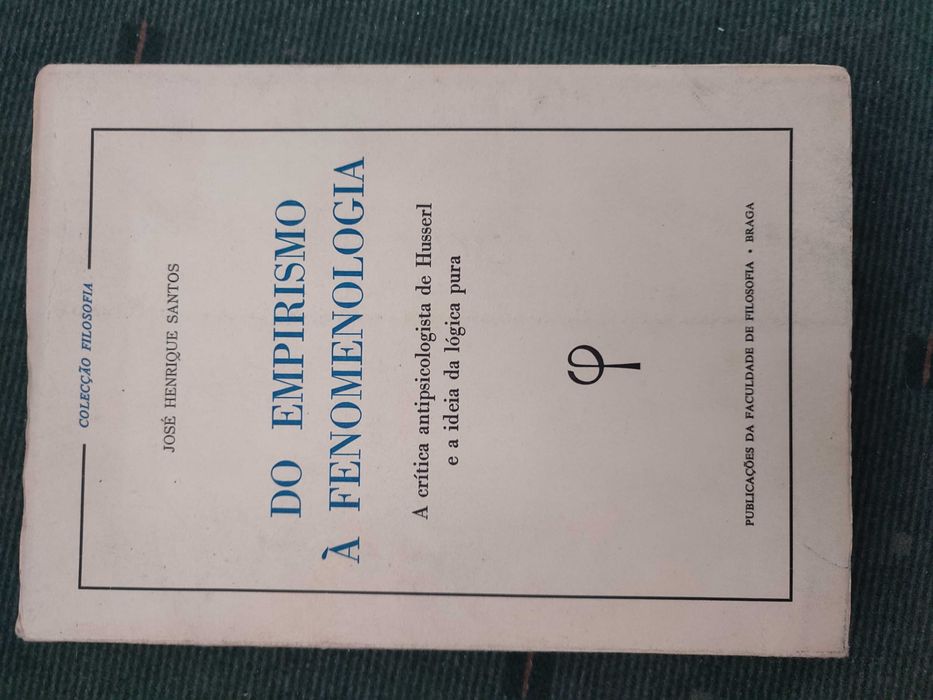 COLECÇÃO FILOSOFIA
JOSÉ HENRIQUE SANTOS
DO EMPIRISMO
À FENOMENOLOGIA
A crítica antipsicologista de Husserl
e a ideia da lógica pura
φ
PUBLICAÇÕES DA FACULDADE DE FILOSOFIA • BRAGA